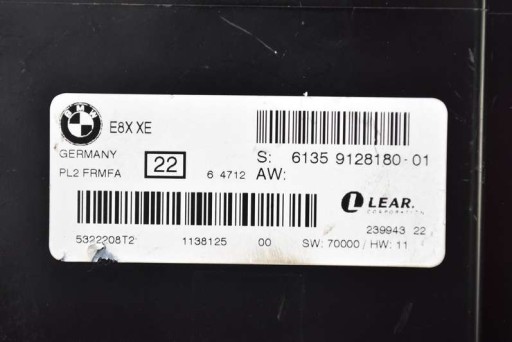 BMW
E8X XE
GERMANY
PL2 FRMFA
22
6 4712
S: 6135 9128180-01
AW:
LEAR.
CORPORATION
239943 22
5322208T2 1138125 00 SW: 70000 / HW: 11